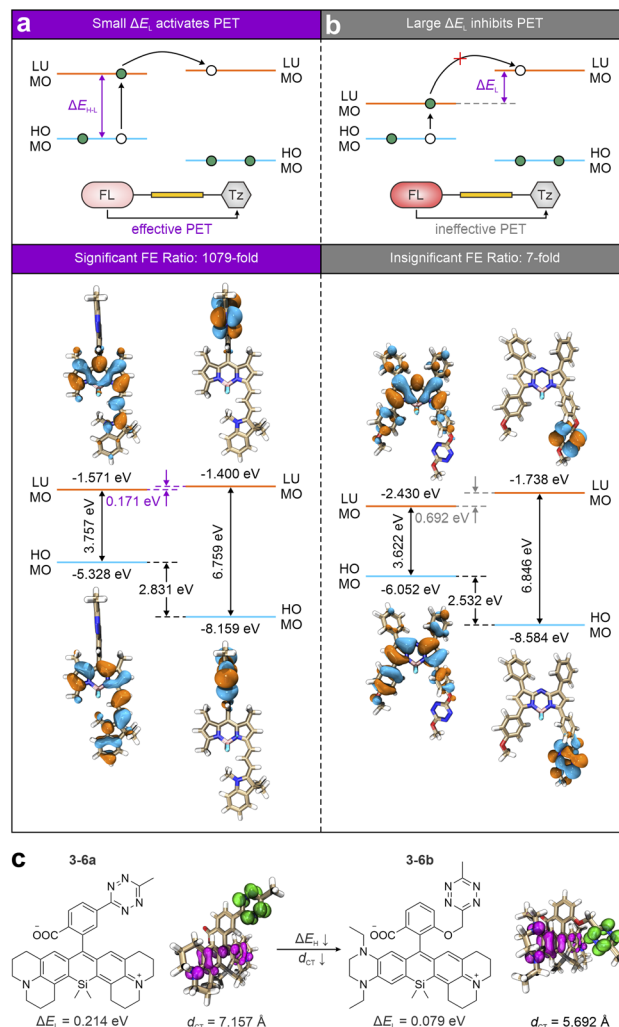 a
Small ΔEL activates PET
b
Large ΔEL inhibits PET
LU
MO
LU
MO
ΔEH-L
HO
MO
HO
MO
FL
Tz
effective PET
LU
MO
LU
MO
ΔEL
HO
MO
HO
MO
FL
Tz
ineffective PET
Significant FE Ratio: 1079-fold
Insignificant FE Ratio: 7-fold
-1.571 eV
-1.400 eV
LU
MO
LU
MO
0.171 eV
3.757 eV
6.759 eV
HO
MO
-5.328 eV
2.831 eV
HO
MO
-8.159 eV
-1.738 eV
LU
MO
-2.430 eV
LU
MO
0.692 eV
3.622 eV
6.846 eV
HO
MO
-6.052 eV
2.532 eV
HO
MO
-8.584 eV
c
3-6a
N
N
N
N
-OOC
N
N+
Si
ΔEL = 0.214 eV
dCT = 7.157 Å
ΔEH ↓
dCT ↓
3-6b
N
N
N
N
-OOC
O
N
N
N+
Si
ΔEL = 0.079 eV
dCT = 5.692 Å